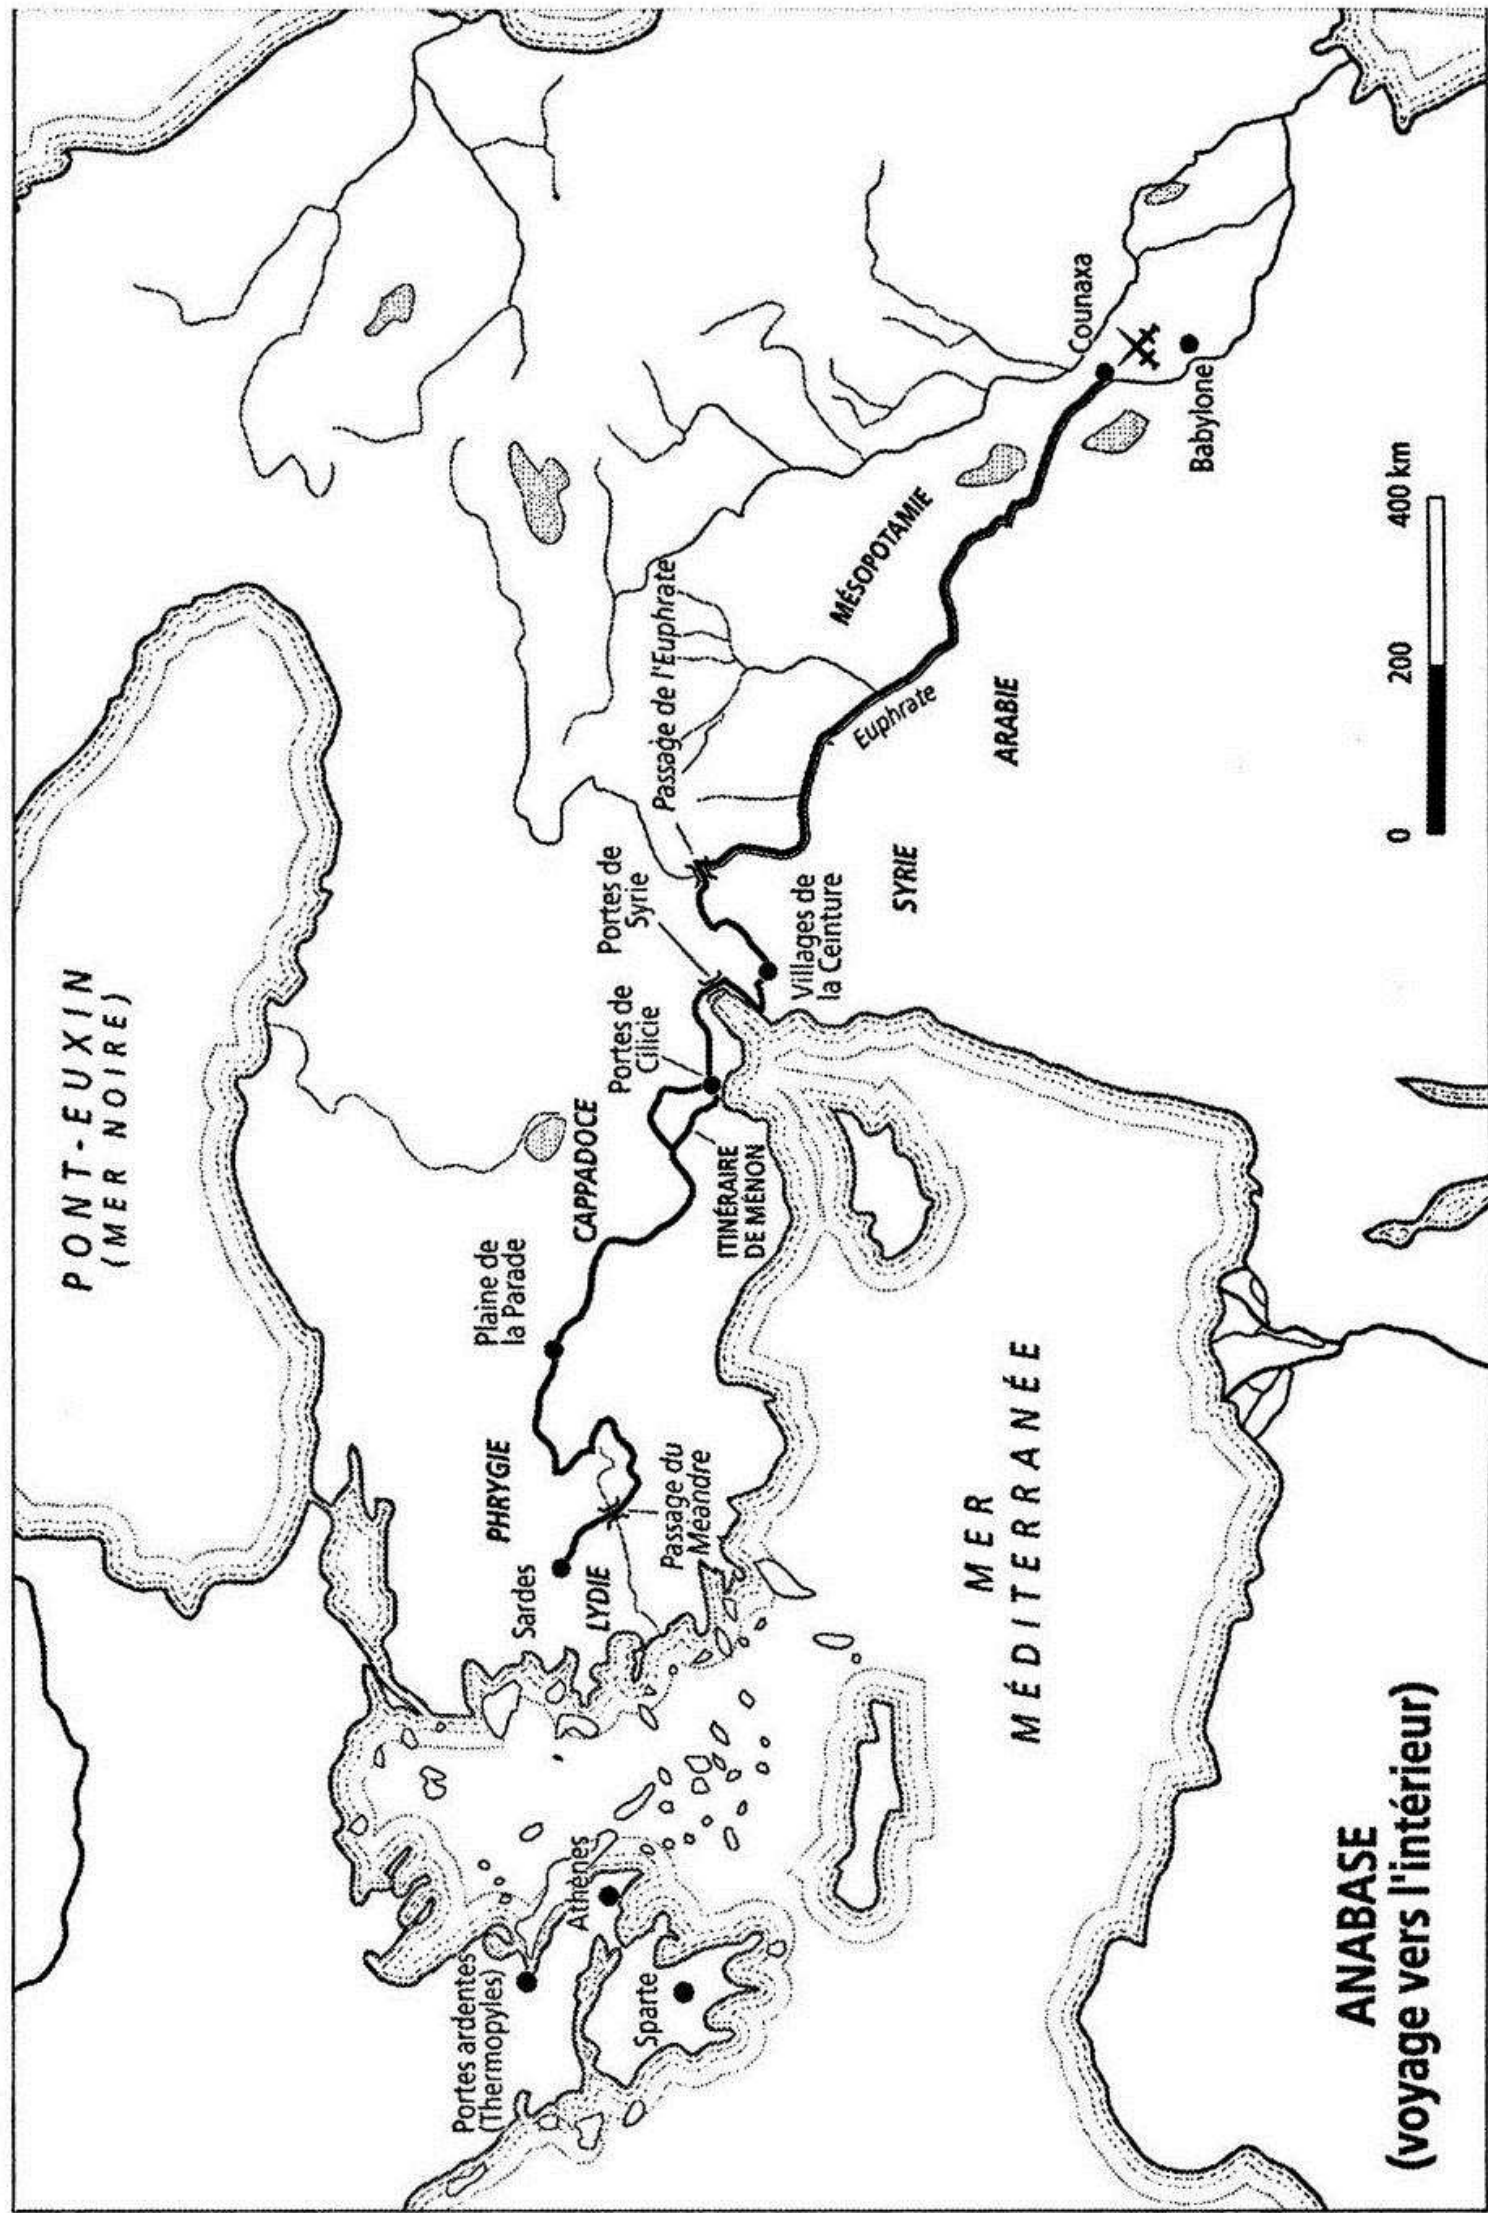 PONT-EUXIN
(MER NOIRE)
Portes ardentes
(Thermopyles)
Athènes
Sparte
Sardes
LYDIE
PHRYGIE
Passage du
Méandre
Plaine de
la Parade
CAPPADOCE
ITINÉRAIRE
DE MÉNON
Portes de
Cilicie
Portes de
Syrie
Villages de
la Ceinture
Passage de l'Euphrate
SYRIE
Euphrate
ARABIE
MÉSOPOTAMIE
Counaxa
Babylone
MER
MÉDITERRANÉE
ANABASE
(voyage vers l'intérieur)
0 200 400 km